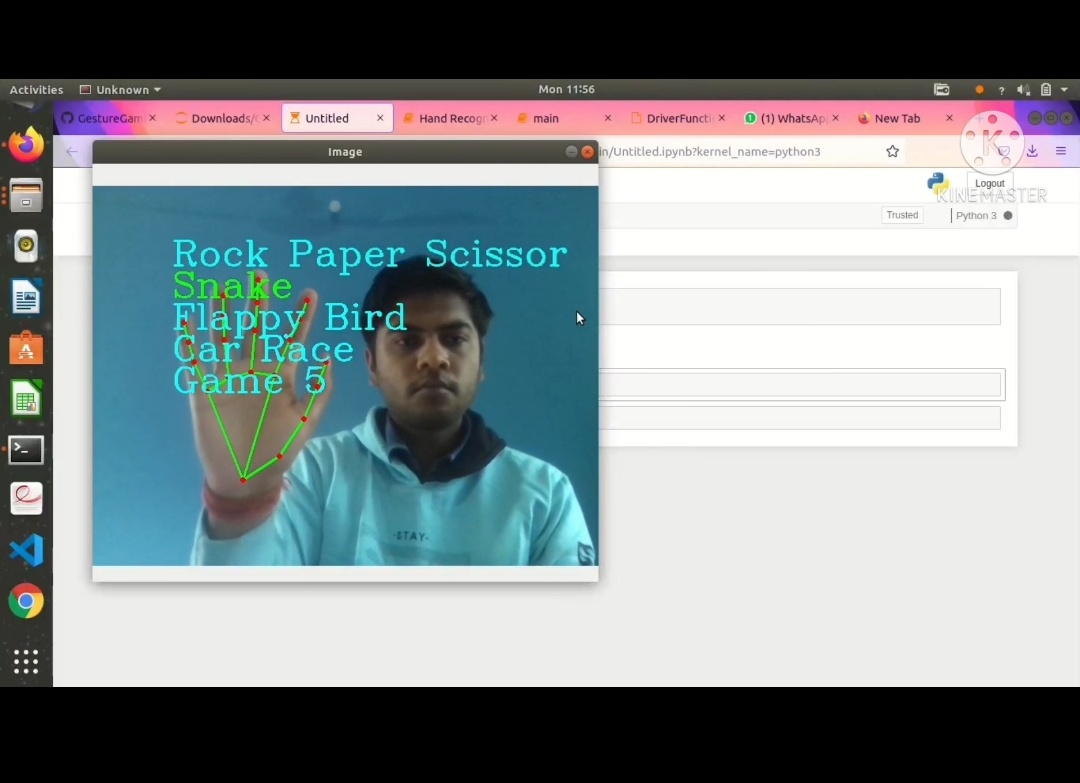 Activities
Unknown
Mon 11:56
GestureGam
Downloads/
Untitled
Hand Recogn
main
DriverFuncti
(1) WhatsAp
New Tab
Image
in/Untitled.ipynb?kernel_name=python3
K
KINEMASTER
Logout
Trusted
Python 3
Rock Paper Scissor
Snake
Flappy Bird
Car Race
Game 5
-STAY-